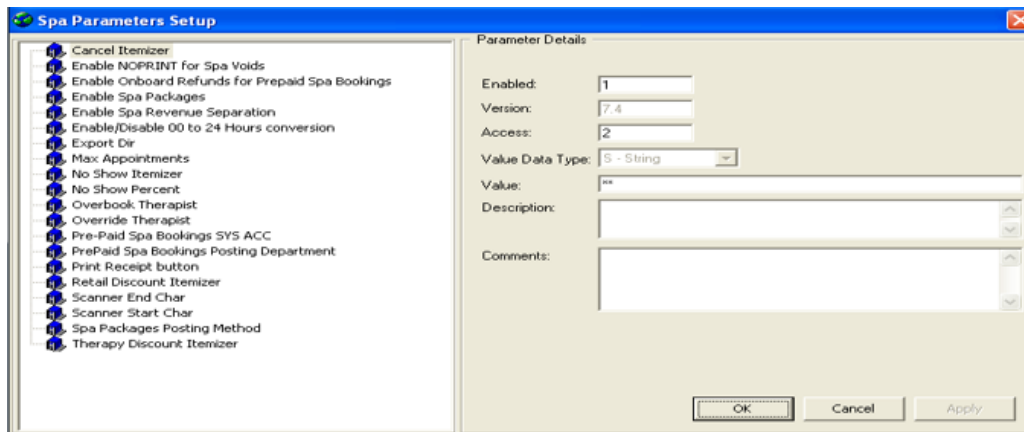 Spa Parameters Setup
Cancel Itemizer
Enable NOPRINT for Spa Voids
Enable Onboard Refunds for Prepaid Spa Bookings
Enable Spa Packages
Enable Spa Revenue Separation
Enable/Disable 00 to 24 Hours conversion
Export Dir
Max Appointments
No Show Itemizer
No Show Percent
Overbook Therapist
Override Therapist
Pre-Paid Spa Bookings SYS ACC
PrePaid Spa Bookings Posting Department
Print Receipt button
Retail Discount Itemizer
Scanner End Char
Scanner Start Char
Spa Packages Posting Method
Therapy Discount Itemizer
Parameter Details
Enabled: 1
Version: 7.4
Access: 2
Value Data Type: S - String
Value: **
Description:
Comments:
OK Cancel Apply